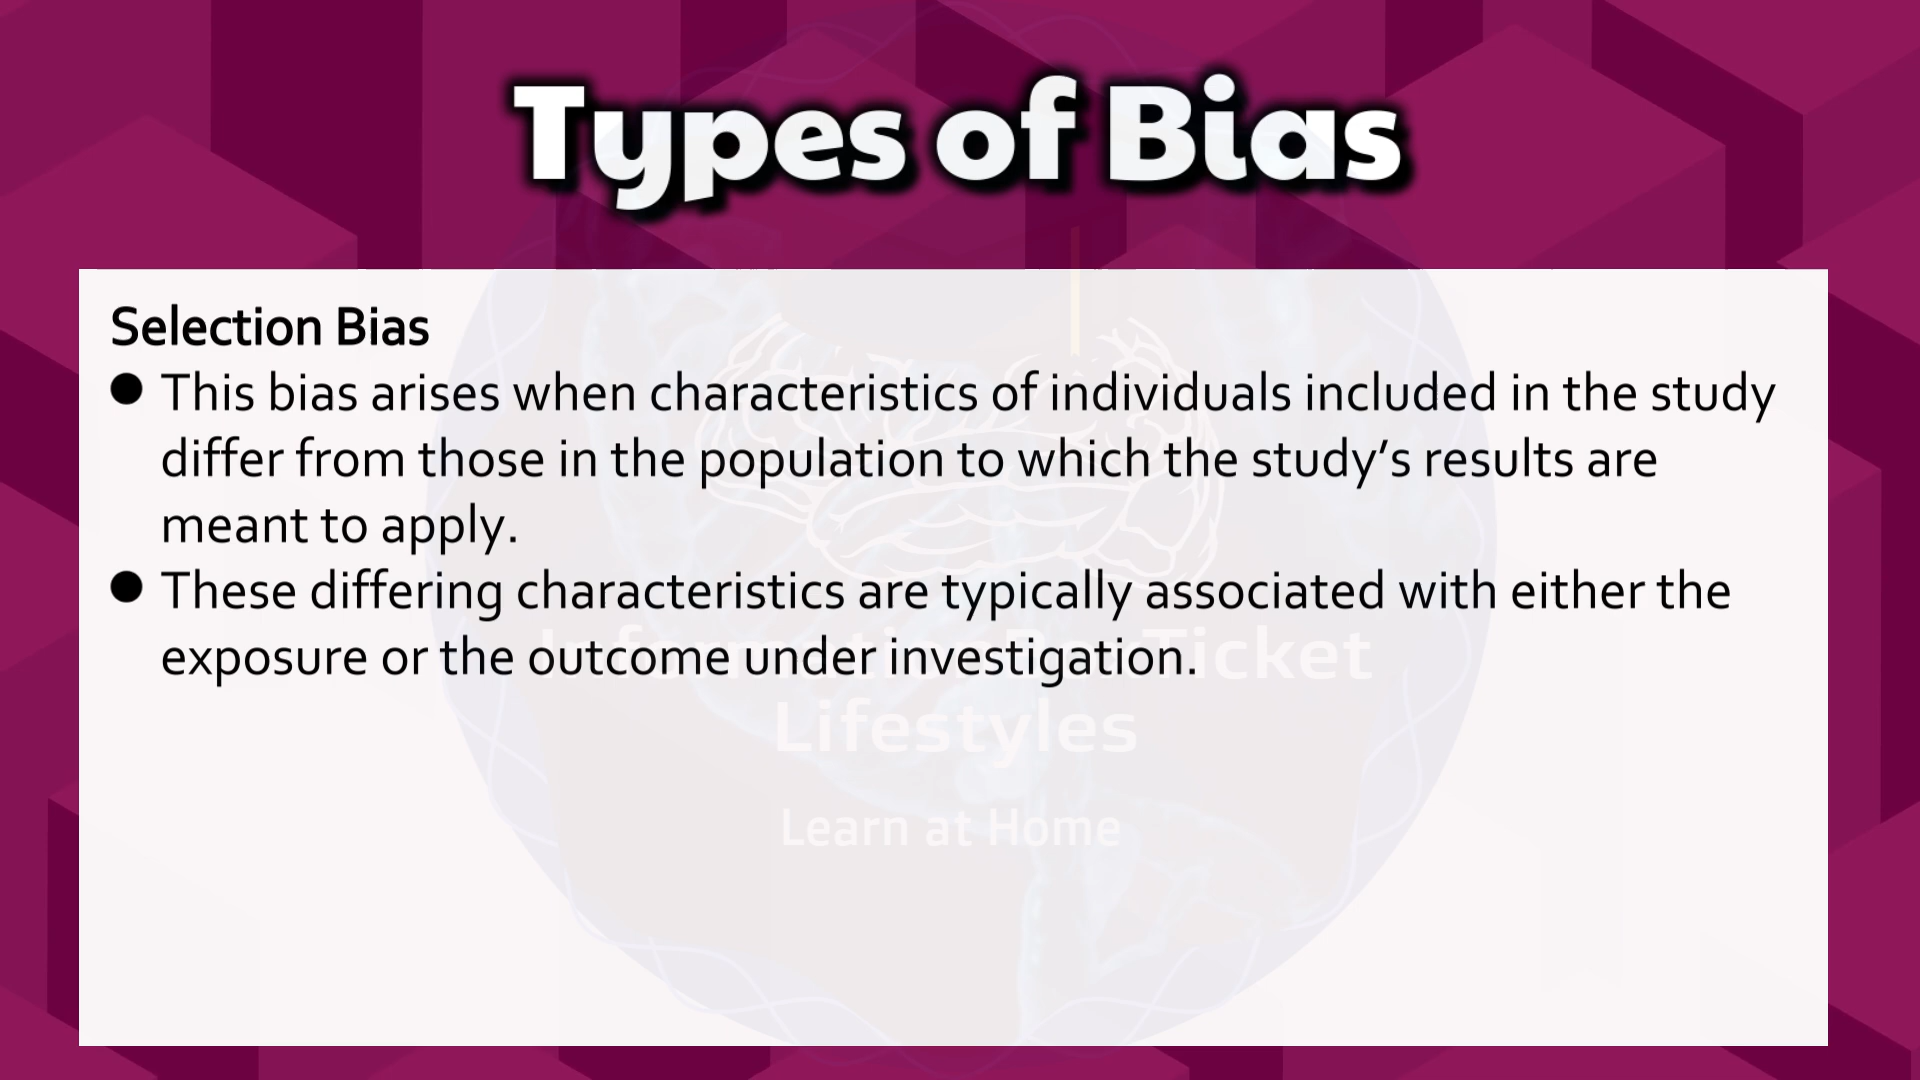 Types of Bias
Selection Bias
● This bias arises when characteristics of individuals included in the study
differ from those in the population to which the study’s results are
meant to apply.
● These differing characteristics are typically associated with either the
exposure or the outcome under investigation.
Ticket
Lifestyles
Learn at Home